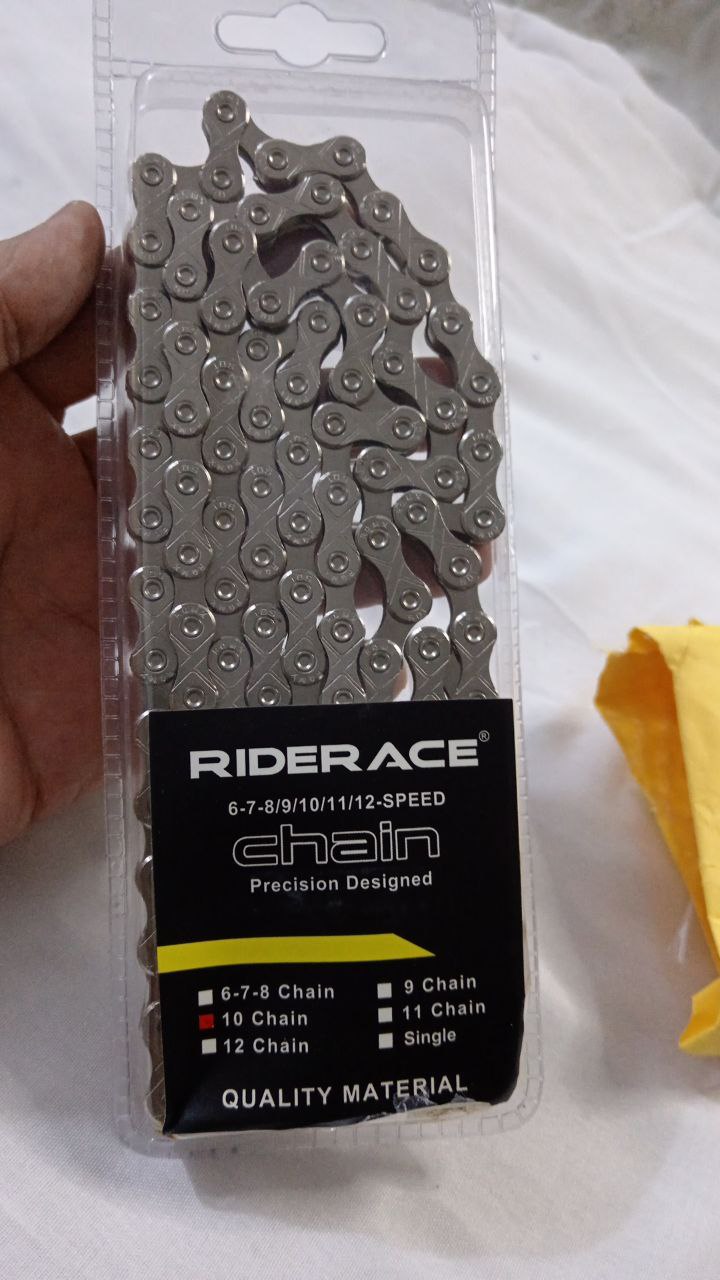 RIDERACE®
6-7-8/9/10/11/12-SPEED
chain
Precision Designed
6-7-8 Chain
9 Chain
10 Chain
11 Chain
12 Chain
Single
QUALITY MATERIAL